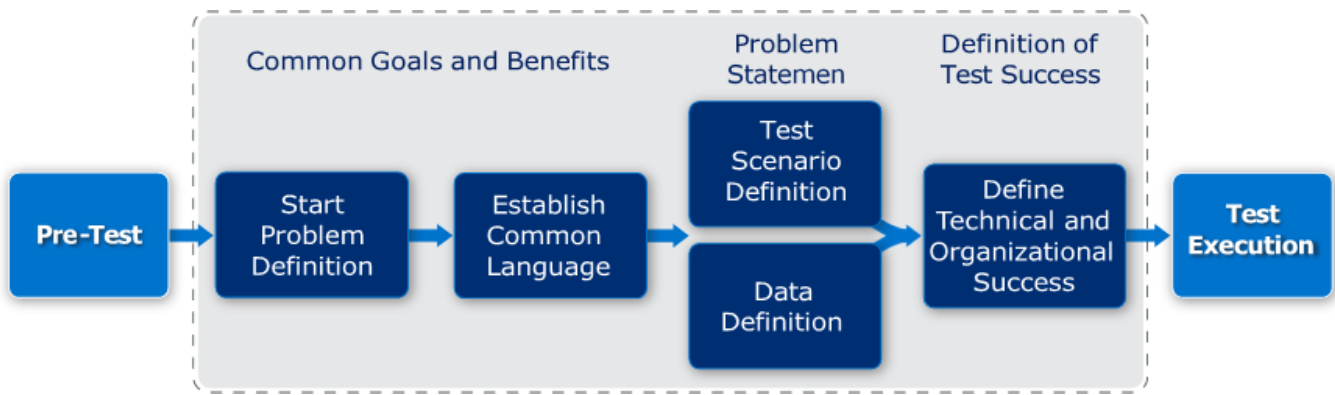 Common Goals and Benefits
Problem
Statemen
Definition of
Test Success
Pre-Test
Start
Problem
Definition
Establish
Common
Language
Test
Scenario
Definition
Data
Definition
Define
Technical and
Organizational
Success
Test
Execution